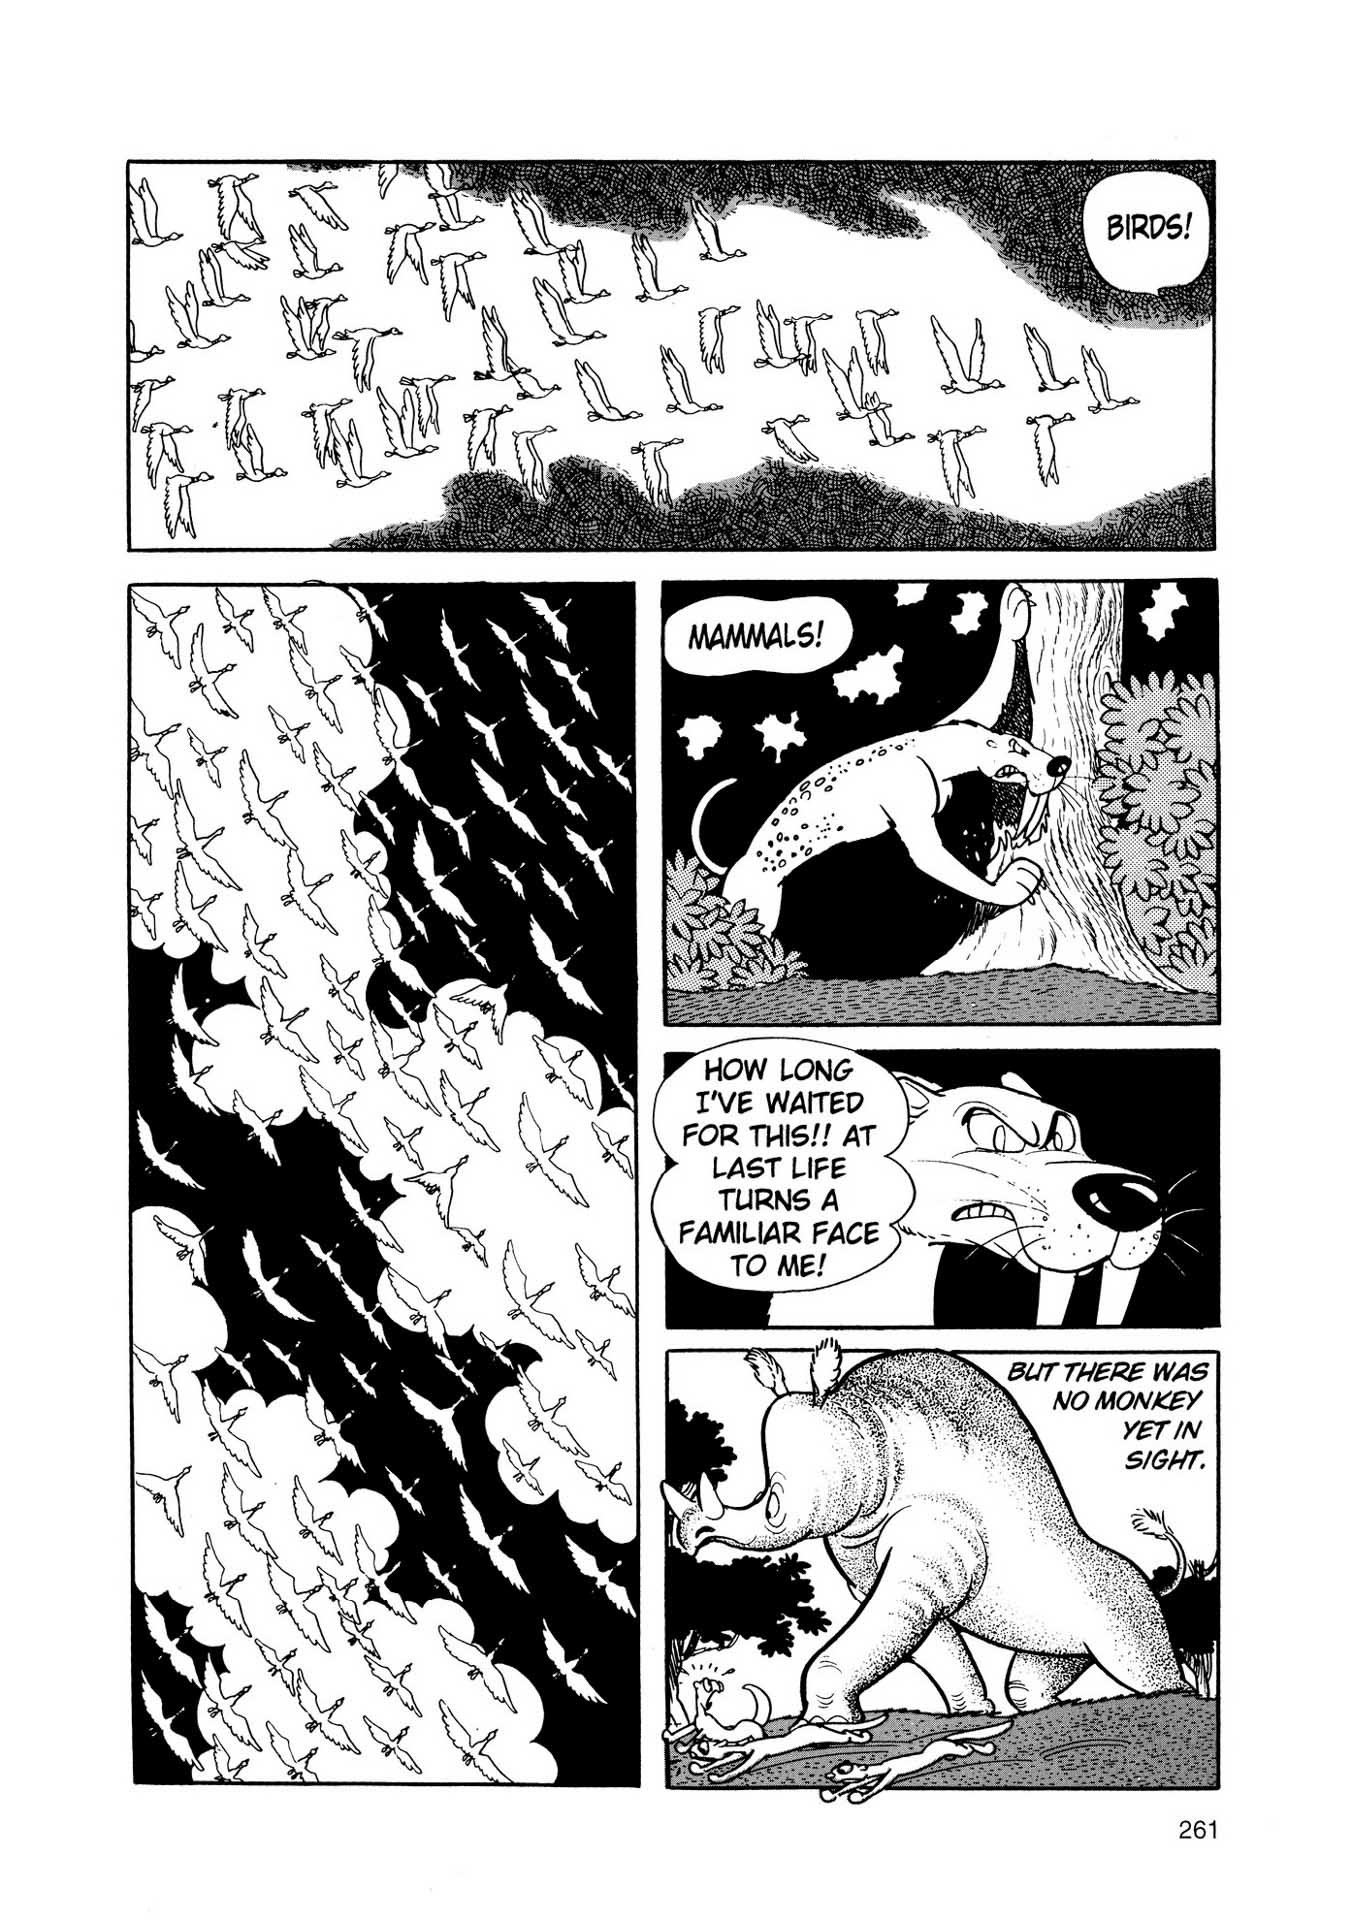 BIRDS!
MAMMALS!
HOW LONG
I'VE WAITED
FOR THIS!! AT
LAST LIFE
TURNS A
FAMILIAR FACE
TO ME!
BUT THERE WAS
NO MONKEY
YET IN
SIGHT.
261